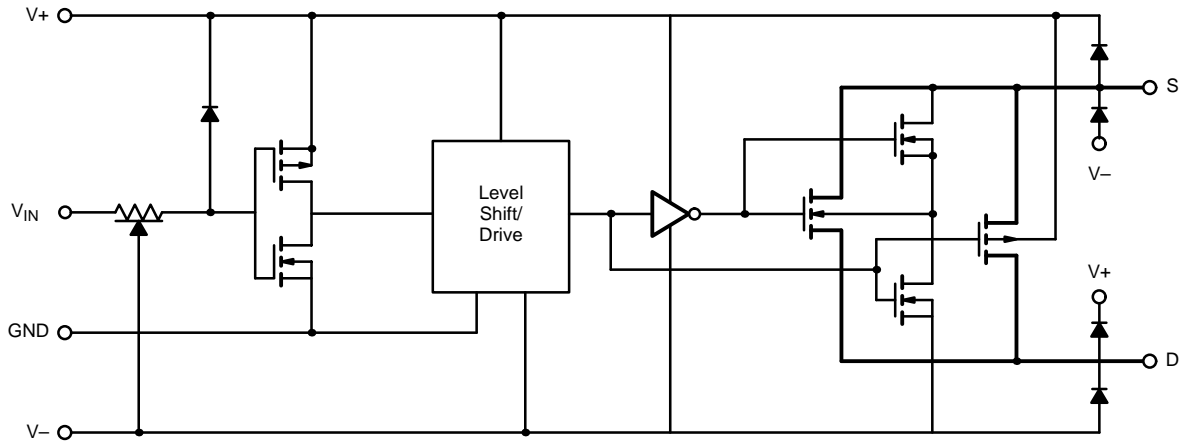 V+
S
V–
V_IN
Level
Shift/
Drive
V+
GND
D
V–